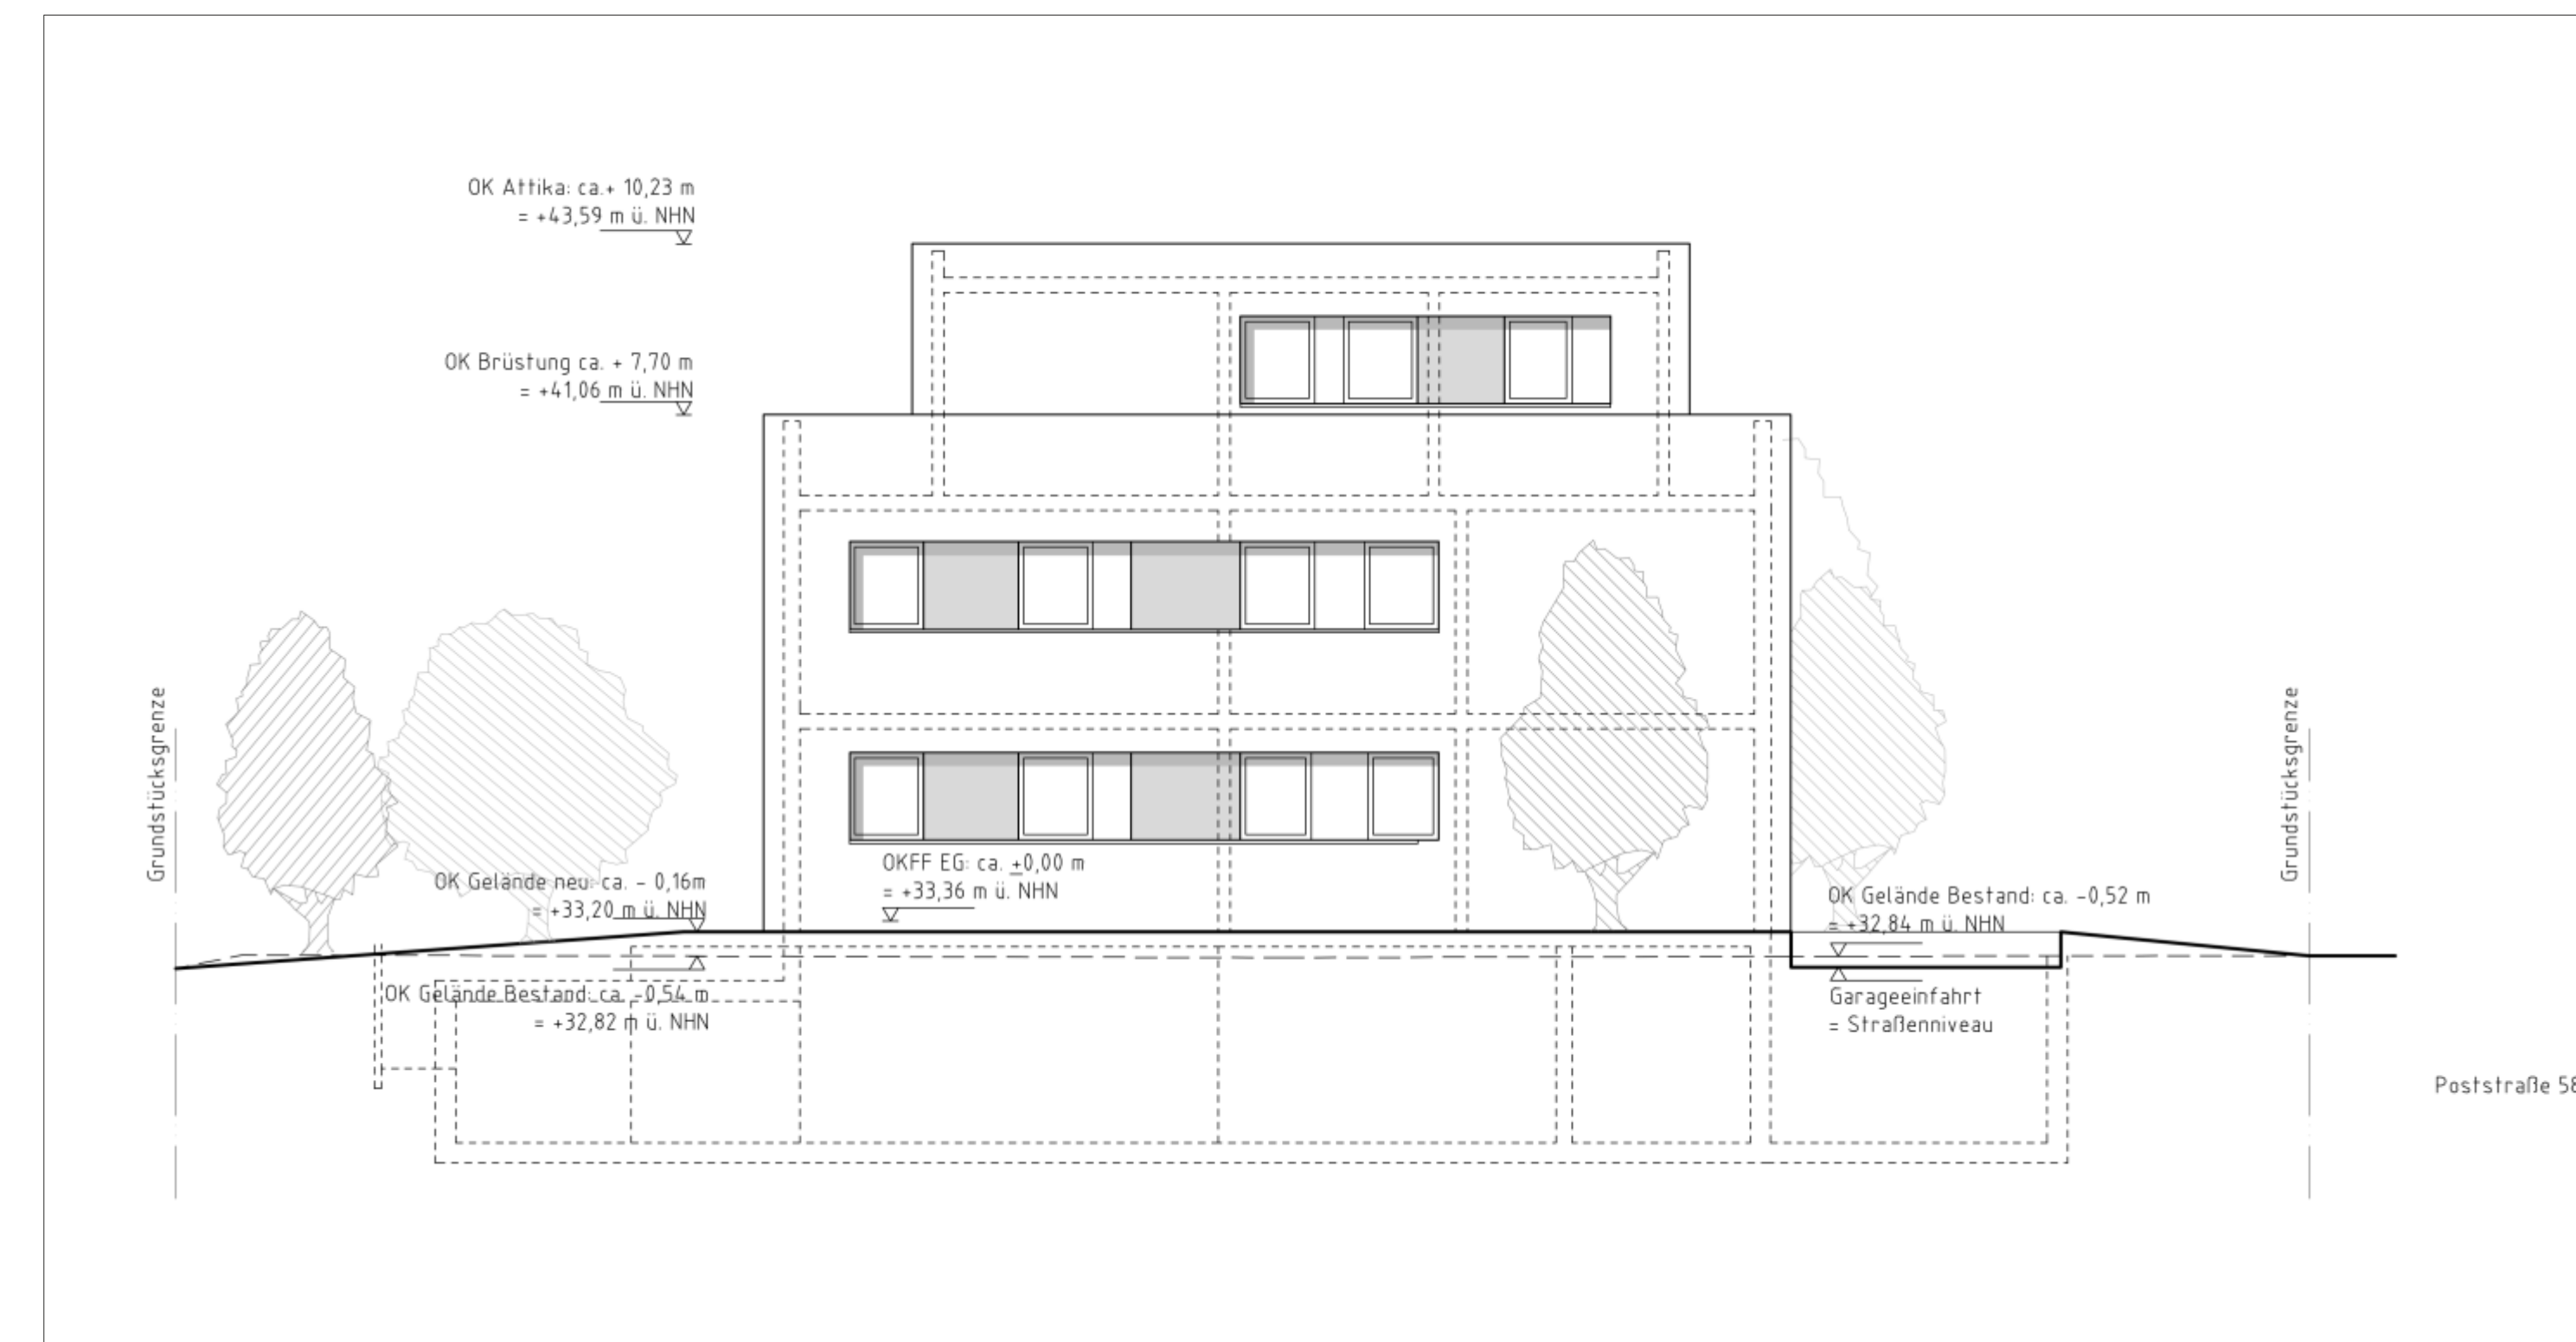 OK Attika: ca.+ 10,23 m
= +43,59 m ü. NHN
OK Brüstung ca. + 7,70 m
= +41,06 m ü. NHN
Grundstücksgrenze
Grundstücksgrenze
OKFF EG: ca. ±0,00 m
= +33,36 m ü. NHN
OK Gelände neu: ca. - 0,16m
= +33,20 m ü. NHN
OK Gelände Bestand: ca. -0,52 m
= +32,84 m ü. NHN
OK Gelände Bestand: ca. -0,54 m
= +32,82 m ü. NHN
Garageeinfahrt
= Straßenniveau
Poststraße 58